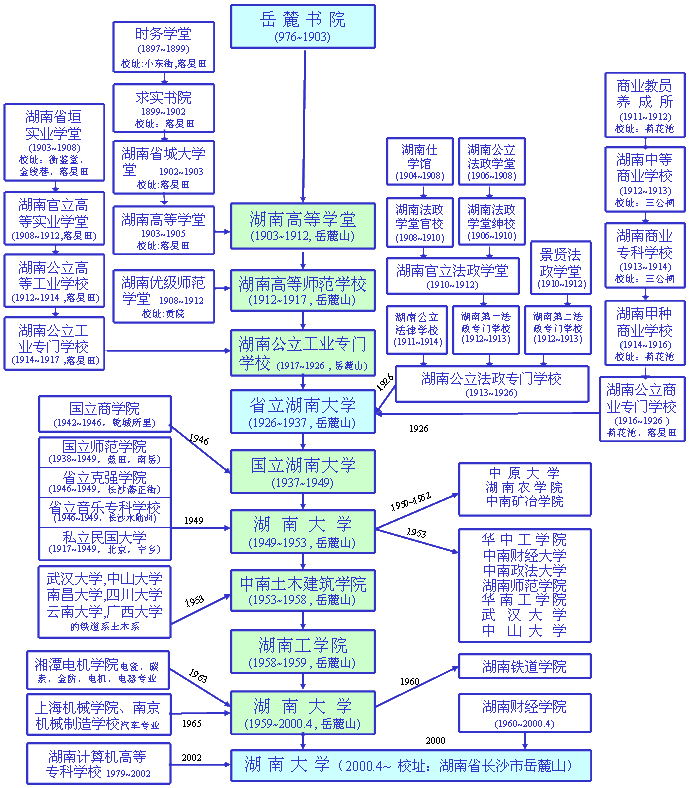 岳麓书院
(976~1903)
时务学堂
(1897~1899)
校址:小东街,落星田
求实书院
1899~1902
校址：落星田
湖南省城大学
堂 1902~1903
校址：落星田
湖南高等学堂
1903~1905
校址:落星田
湖南优级师范
学堂 1908~1912
校址:贡院
湖南省垣
实业学堂
(1903~1908)
校址：衡鉴堂,
金线巷，落星田
湖南官立高
等实业学堂
(1908~1912,落星田)
湖南公立高
等工业学校
(1912~1914 ,落星田)
湖南公立工
业专门学校
(1914~1917 ,落星田)
湖南高等学堂
(1903~1912, 岳麓山)
湖南高等师范学校
(1912~1917 , 岳麓山)
湖南公立工业专门
学校 (1917~1926 , 岳麓山)
湖南仕
学馆
(1904~1908)
湖南公立
法政学堂
(1906~1908)
湖南法政
学堂官校
(1908~1910)
湖南法政
学堂绅校
(1906~1910)
湖南官立法政学堂
(1910~1912)
景贤法
政学堂
(1910~1912)
湖南公立
法律学校
(1911~1914)
湖南第一法
政专门学校
(1912~1913)
湖南第二法
政专门学校
(1912~1913)
湖南公立法政专门学校
(1913~1926)
商业教员
养成所
(1911~1912)
校址：荷花池
湖南中等
商业学校
(1912~1913)
校址：三公祠
湖南商业
专科学校
(1913~1914)
校址：三公祠
湖南甲种
商业学校
(1914~1916)
校址：荷花池
湖南公立商
业专门学校
(1916~1926 )
荷花池，落星田
1926
1926
省立湖南大学
(1926~1937, 岳麓山)
国立商学院
(1942~1946，乾城所里)
1946
国立湖南大学
(1937~1949)
国立师范学院
(1938~1949，蓝田，南岳)
省立克强学院
(1946~1949，长沙落正街)
省立音乐专科学校
(1946~1949，长沙水陆洲)
私立民国大学
(1917~1949，北京，宁乡)
1949
湖南大学
(1949~1953, 岳麓山)
1950~1952
中原大学
湖南农学院
中南矿冶学院
1953
华中工学院
中南财经大学
中南政法大学
湖南师范学院
华南工学院
武汉大学
中山大学
武汉大学,中山大学
南昌大学,四川大学
云南大学,广西大学
的铁道系土木系
1953
中南土木建筑学院
(1953~1958 , 岳麓山)
湖南工学院
(1958~1959 , 岳麓山)
湘潭电机学院电瓷，碳
素，金防，电机，电器专业
1963
上海机械学院、南京
机械制造学校汽车专业
1965
湖南大学
(1959~2000.4, 岳麓山)
1960
湖南铁道学院
湖南财经学院
(1960~2000.4)
2000
湖南计算机高等
专科学校 1979~2002
2002
湖南大学 (2000.4~ 校址：湖南省长沙市岳麓山)